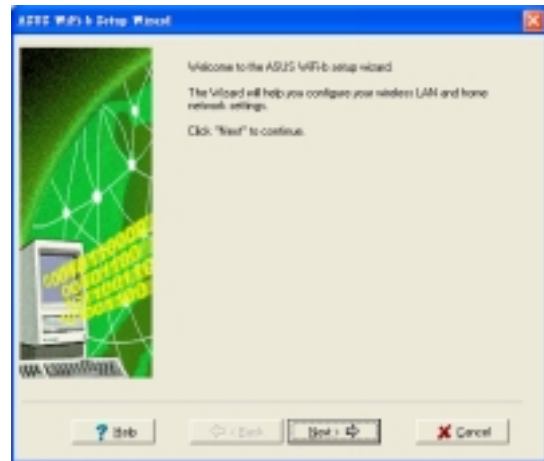 ASUS WiFi-b Setup Wizard
Welcome to the ASUS WiFi-b setup wizard.
The Wizard will help you configure your wireless LAN and home
network settings.
Click "Next" to continue.
? Help
< Back
Next >
Cancel